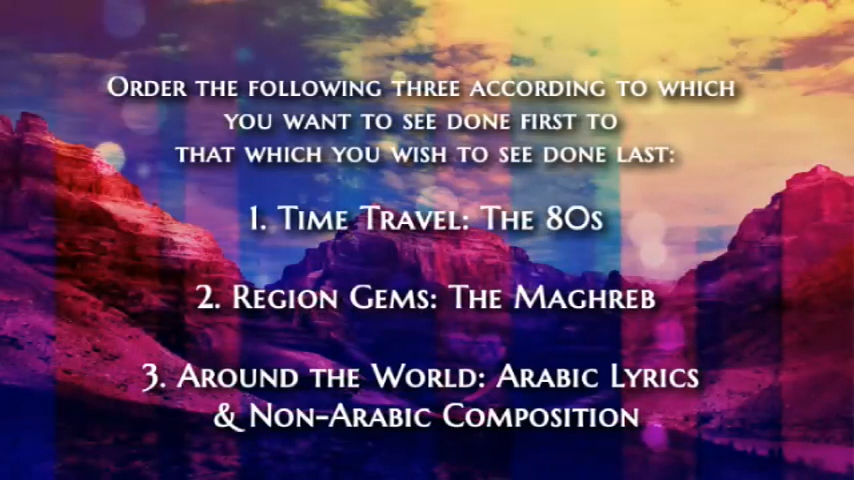 Order the following three according to which
you want to see done first to
that which you wish to see done last:
1. Time Travel: The 80s
2. Region Gems: The Maghreb
3. Around the World: Arabic Lyrics
& Non-Arabic Composition